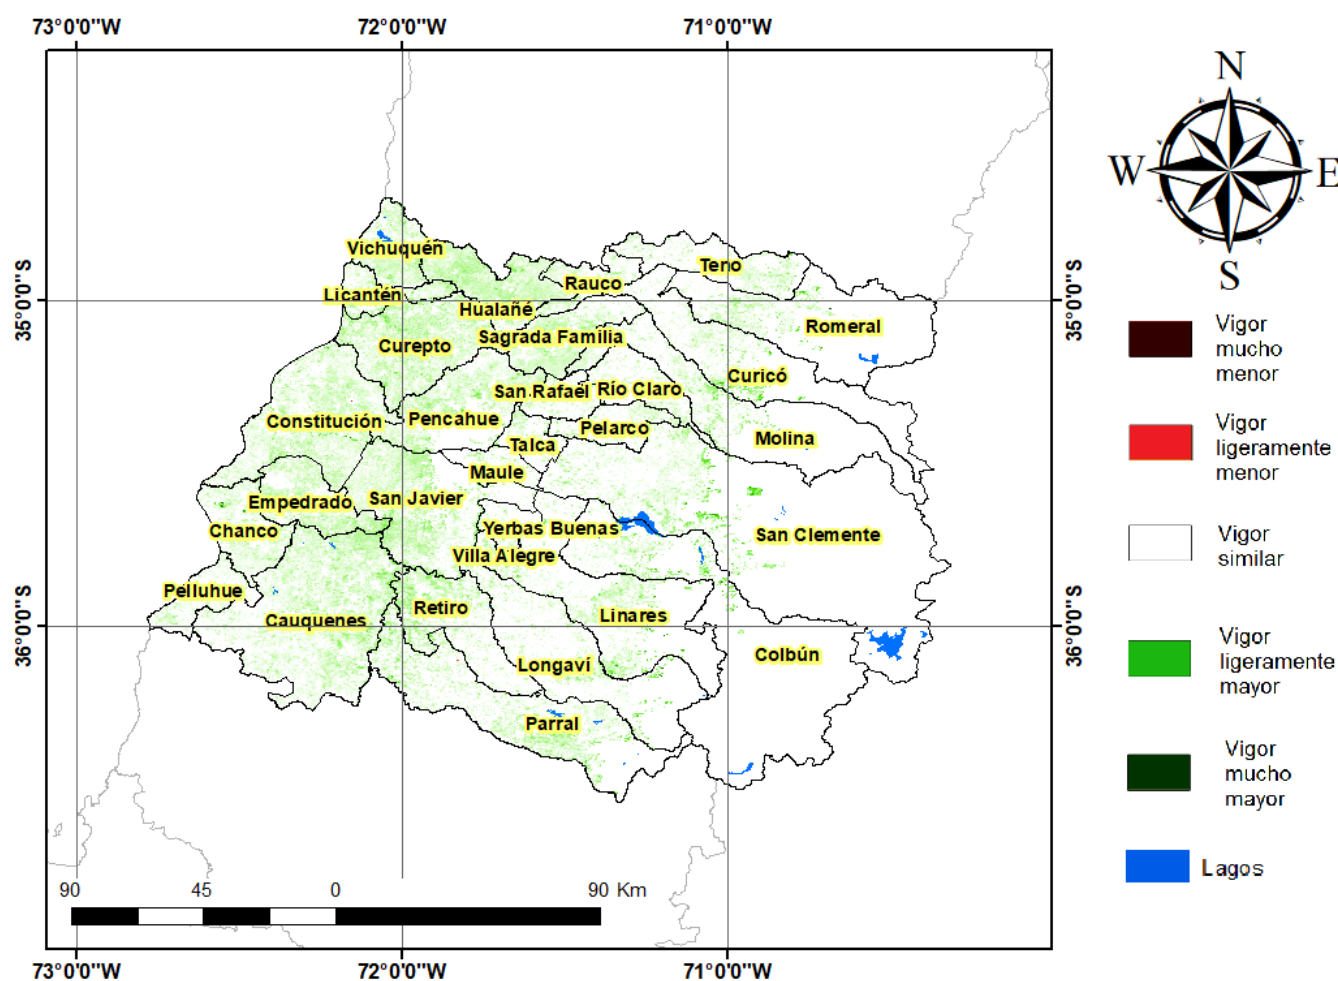 73°0'0"W 72°0'0"W 71°0'0"W
N
W E
S
35°0'0"S
35°0'0"S
36°0'0"S
36°0'0"S
Vichuquén
Teno
Licantén
Rauco
Hualañé
Romeral
Sagrada Familia
Curepto
Curicó
San Rafael
Río Claro
Constitución
Pencahue
Pelarco
Molina
Talca
Maule
Empedrado
San Javier
Chanco
Yerbas Buenas
San Clemente
Villa Alegre
Pelluhue
Retiro
Linares
Cauquenes
Colbún
Longaví
Parral
90 45 0 90 Km
73°0'0"W 72°0'0"W 71°0'0"W
Vigor
mucho
menor
Vigor
ligeramente
menor
Vigor
similar
Vigor
ligeramente
mayor
Vigor
mucho
mayor
Lagos